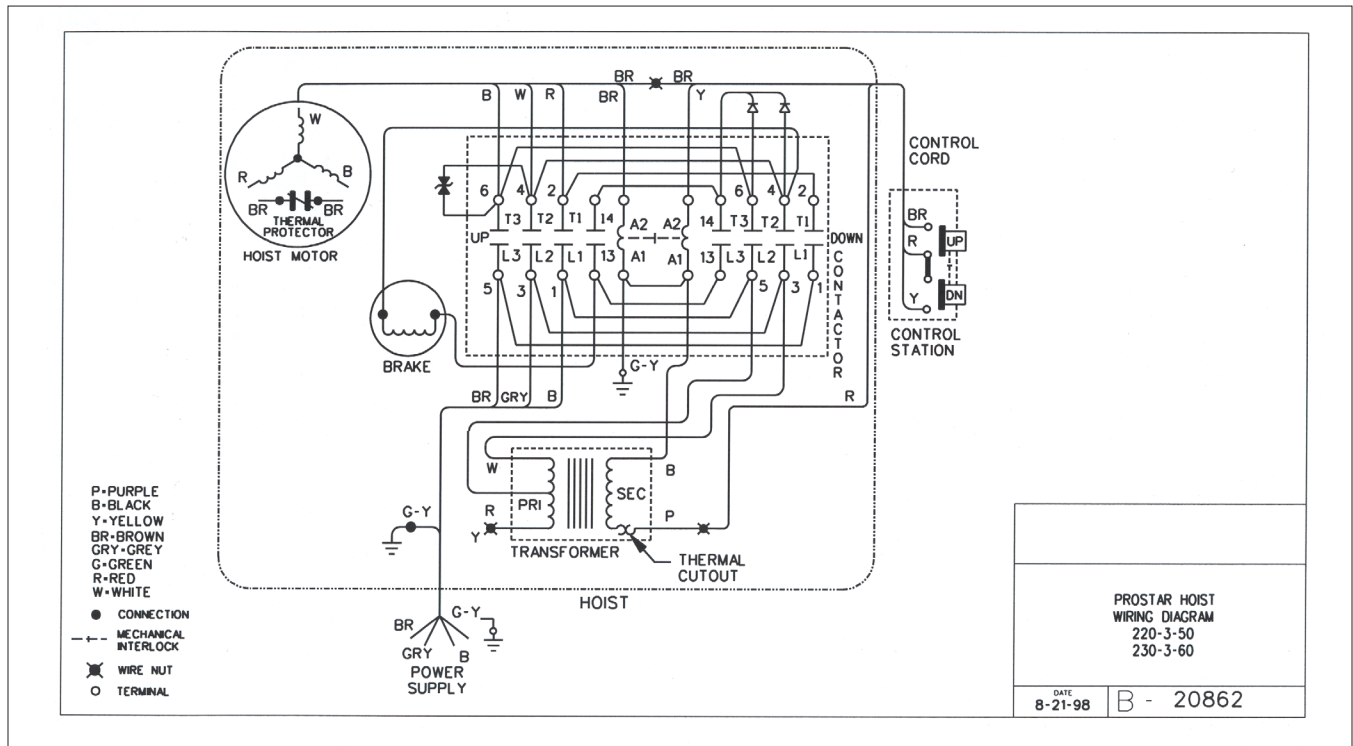 BR BR
B W R BR Y
W
R B
BR BR
THERMAL
PROTECTOR
HOIST MOTOR
CONTROL
CORD
6 4 2 6 4 2
T3 T2 T1 14 A2 A2 14 T3 T2 T1
UP DOWN
L3 L2 L1 13 A1 A1 13 L3 L2 L1
5 3 1 5 3 1
CONTACTOR
BR
R
Y
UP
DN
CONTROL
STATION
BRAKE
G-Y
BR GRY B
R
W B
PRI SEC
R P
Y
TRANSFORMER
THERMAL
CUTOUT
G-Y
HOIST
BR G-Y
GRY B
POWER
SUPPLY
P=PURPLE
B=BLACK
Y=YELLOW
BR=BROWN
GRY=GREY
G=GREEN
R=RED
W=WHITE
CONNECTION
MECHANICAL
INTERLOCK
WIRE NUT
TERMINAL
PROSTAR HOIST
WIRING DIAGRAM
220-3-50
230-3-60
DATE
8-21-98
B - 20862